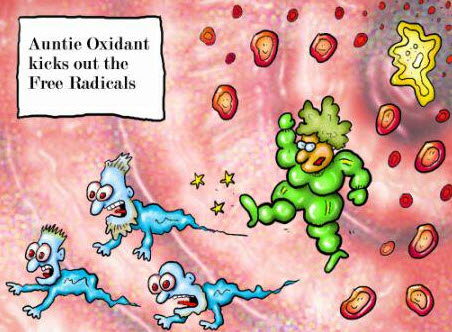 Auntie Oxidant
kicks out the
Free Radicals